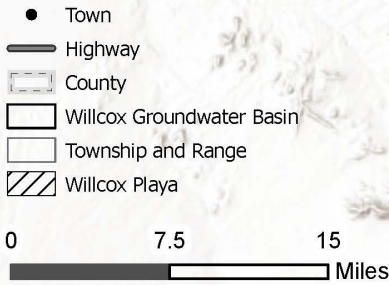 Town
Highway
County
Willcox Groundwater Basin
Township and Range
Willcox Playa
0 7.5 15
Miles